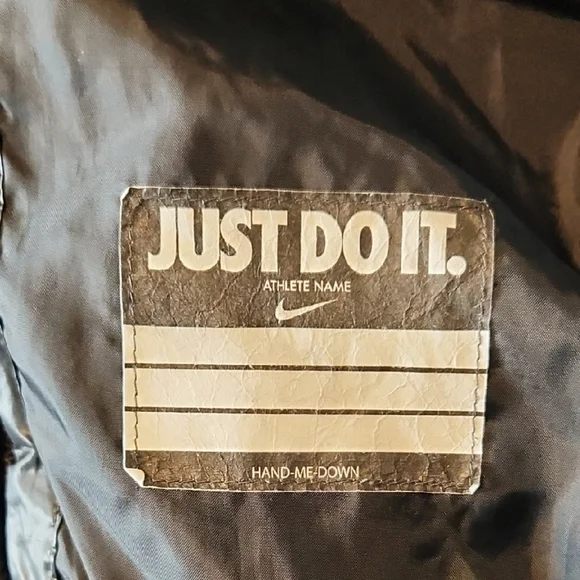 JUST DO IT.
ATHLETE NAME
HAND-ME-DOWN